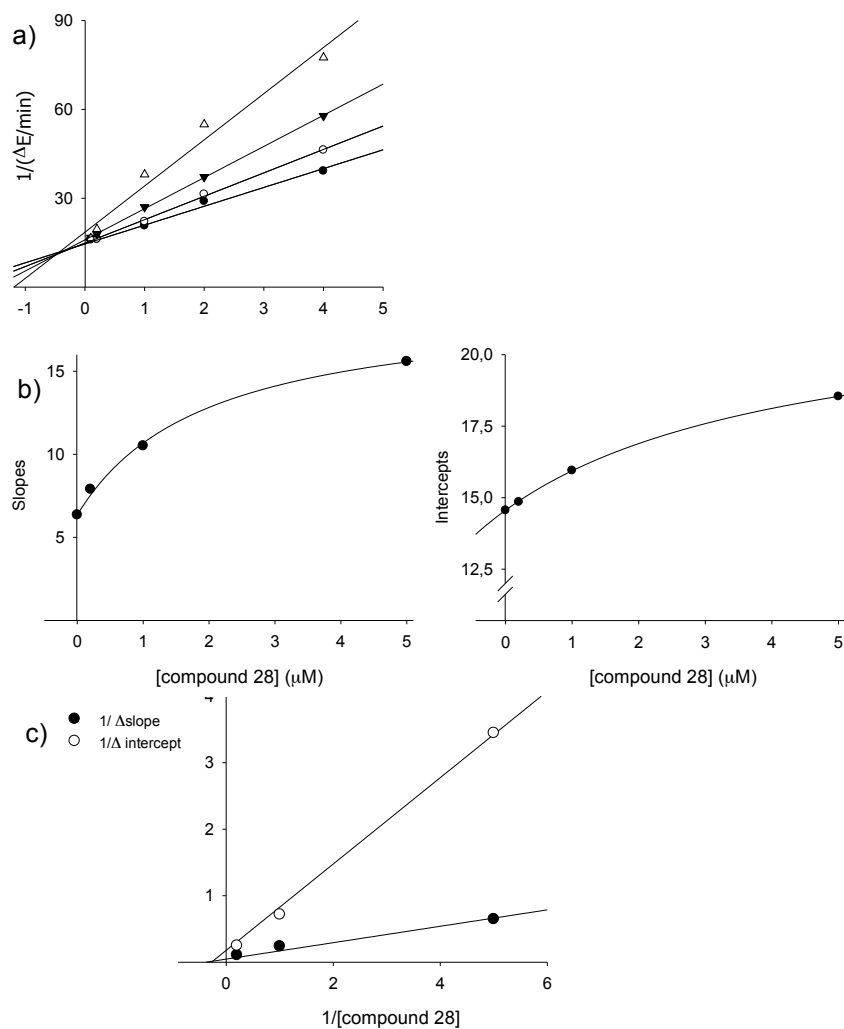 a)
1/(ΔE/min)
90
60
30
-1 0 1 2 3 4 5
b)
Slopes
15
10
5
0 1 2 3 4 5
[compound 28] (μM)
Intercepts
20,0
17,5
15,0
12,5
0 1 2 3 4 5
[compound 28] (μM)
c)
1/ Δslope
1/Δ intercept
4
3
2
1
0 2 4 6
1/[compound 28]